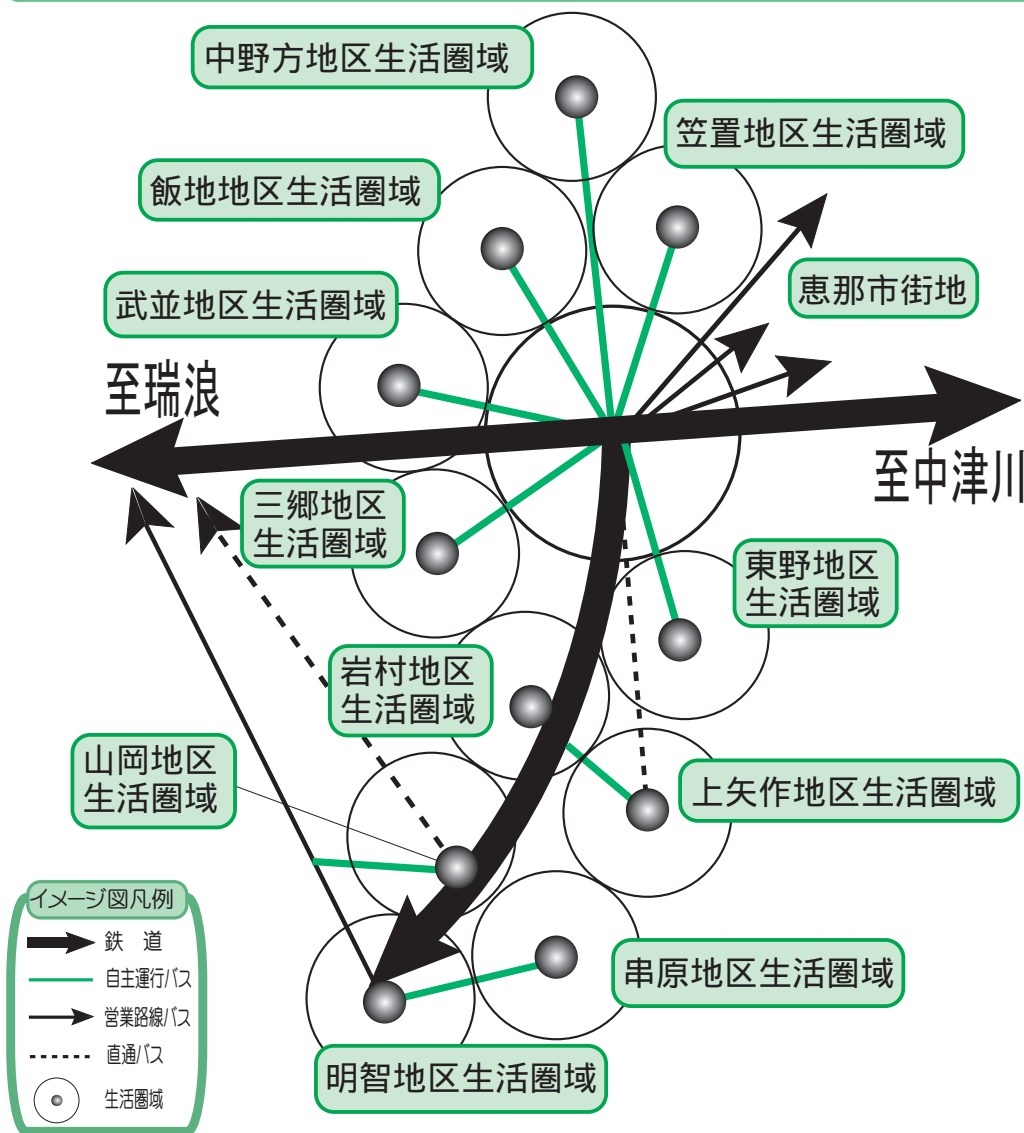 中野方地区生活圏域
笠置地区生活圏域
飯地地区生活圏域
恵那市街地
武並地区生活圏域
至瑞浪
至中津川
三郷地区
生活圏域
東野地区
生活圏域
岩村地区
生活圏域
山岡地区
生活圏域
上矢作地区生活圏域
串原地区生活圏域
明智地区生活圏域
イメージ図凡例
鉄　道
自主運行バス
営業路線バス
直通バス
生活圏域